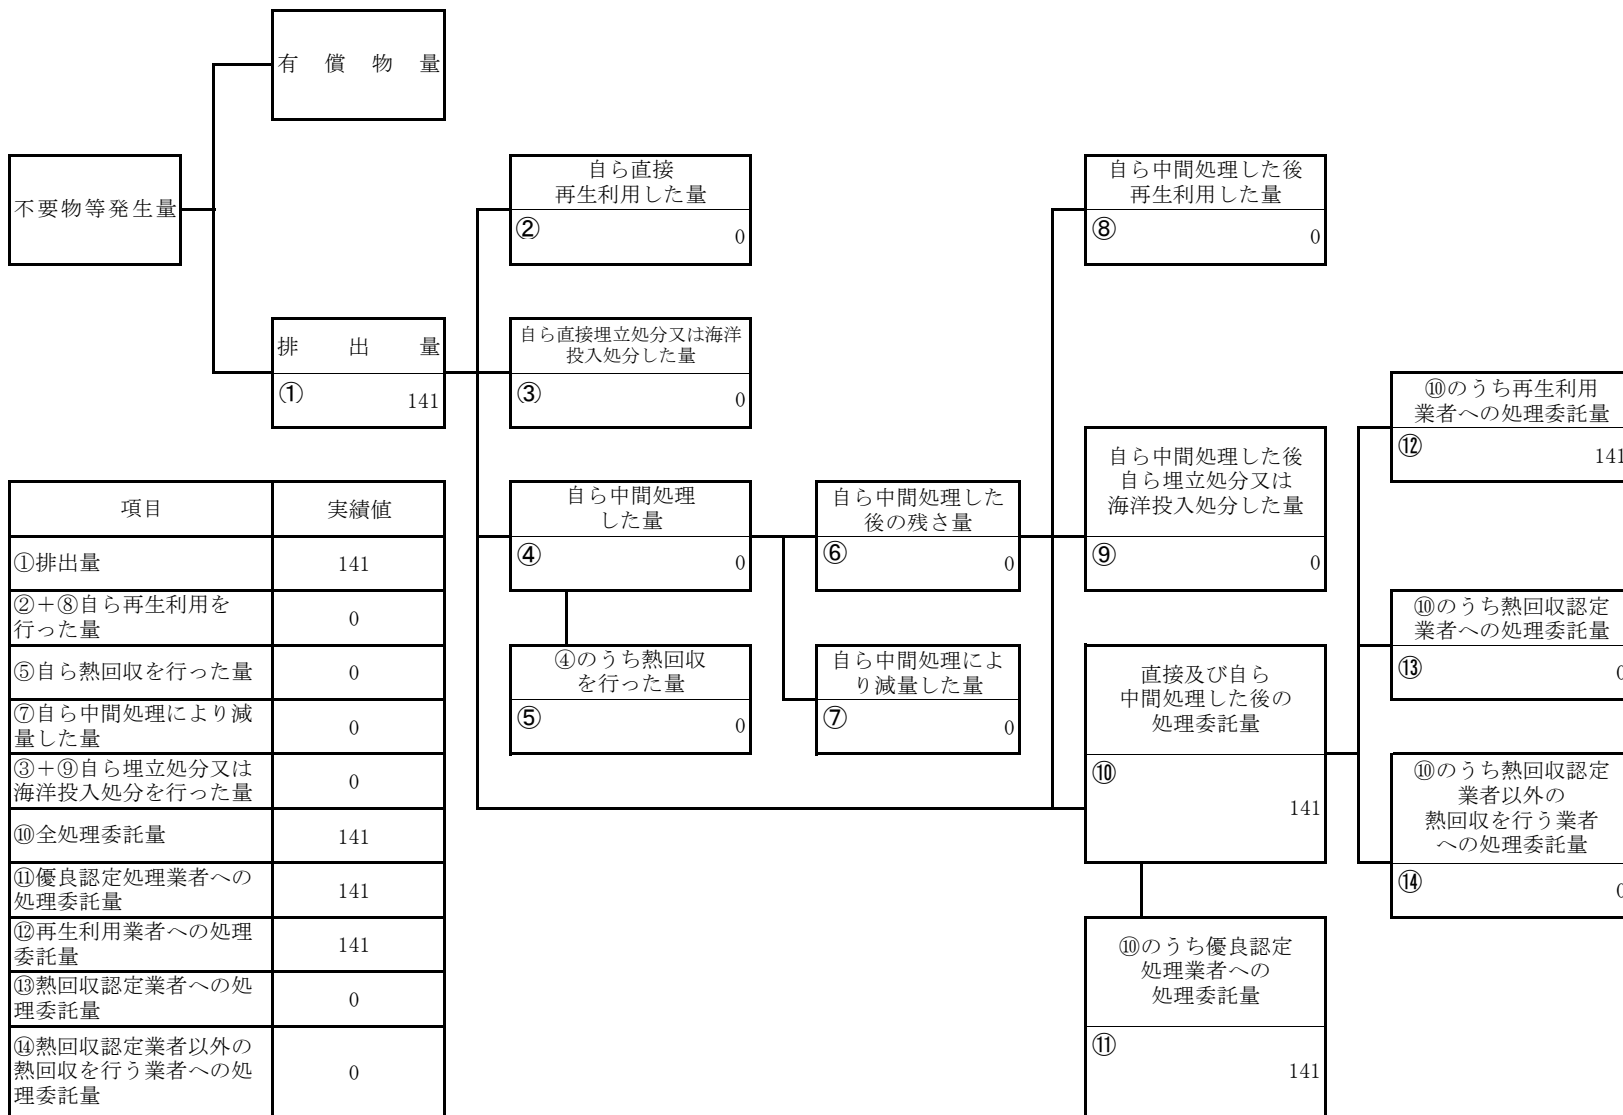 有償物量
不要物等発生量
排出量
①
141
自ら直接
再生利用した量
②
0
自ら直接埋立処分又は海洋
投入処分した量
③
0
自ら中間処理
した量
④
0
④のうち熱回収
を行った量
⑤
0
自ら中間処理した
後の残さ量
⑥
0
自ら中間処理によ
り減量した量
⑦
0
自ら中間処理した後
再生利用した量
⑧
0
自ら中間処理した後
自ら埋立処分又は
海洋投入処分した量
⑨
0
直接及び自ら
中間処理した後の
処理委託量
⑩
141
⑩のうち優良認定
処理業者への
処理委託量
⑪
141
⑩のうち再生利用
業者への処理委託量
⑫
141
⑩のうち熱回収認定
業者への処理委託量
⑬
0
⑩のうち熱回収認定
業者以外の
熱回収を行う業者
への処理委託量
⑭
0
項目 実績値
①排出量 141
②＋⑧自ら再生利用を
行った量 0
⑤自ら熱回収を行った量 0
⑦自ら中間処理により減
量した量 0
③＋⑨自ら埋立処分又は
海洋投入処分を行った量 0
⑩全処理委託量 141
⑪優良認定処理業者への
処理委託量 141
⑫再生利用業者への処理
委託量 141
⑬熱回収認定業者への処
理委託量 0
⑭熱回収認定業者以外の
熱回収を行う業者への処
理委託量 0